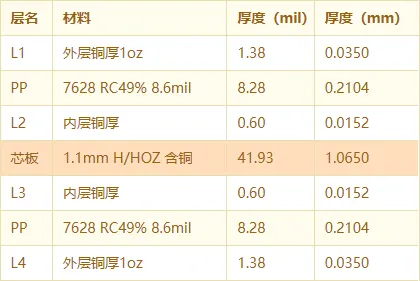 层名 材料 厚度（mil） 厚度（mm）
L1 外层铜厚1oz 1.38 0.0350
PP 7628 RC49% 8.6mil 8.28 0.2104
L2 内层铜厚 0.60 0.0152
芯板 1.1mm H/HOZ 含铜 41.93 1.0650
L3 内层铜厚 0.60 0.0152
PP 7628 RC49% 8.6mil 8.28 0.2104
L4 外层铜厚1oz 1.38 0.0350